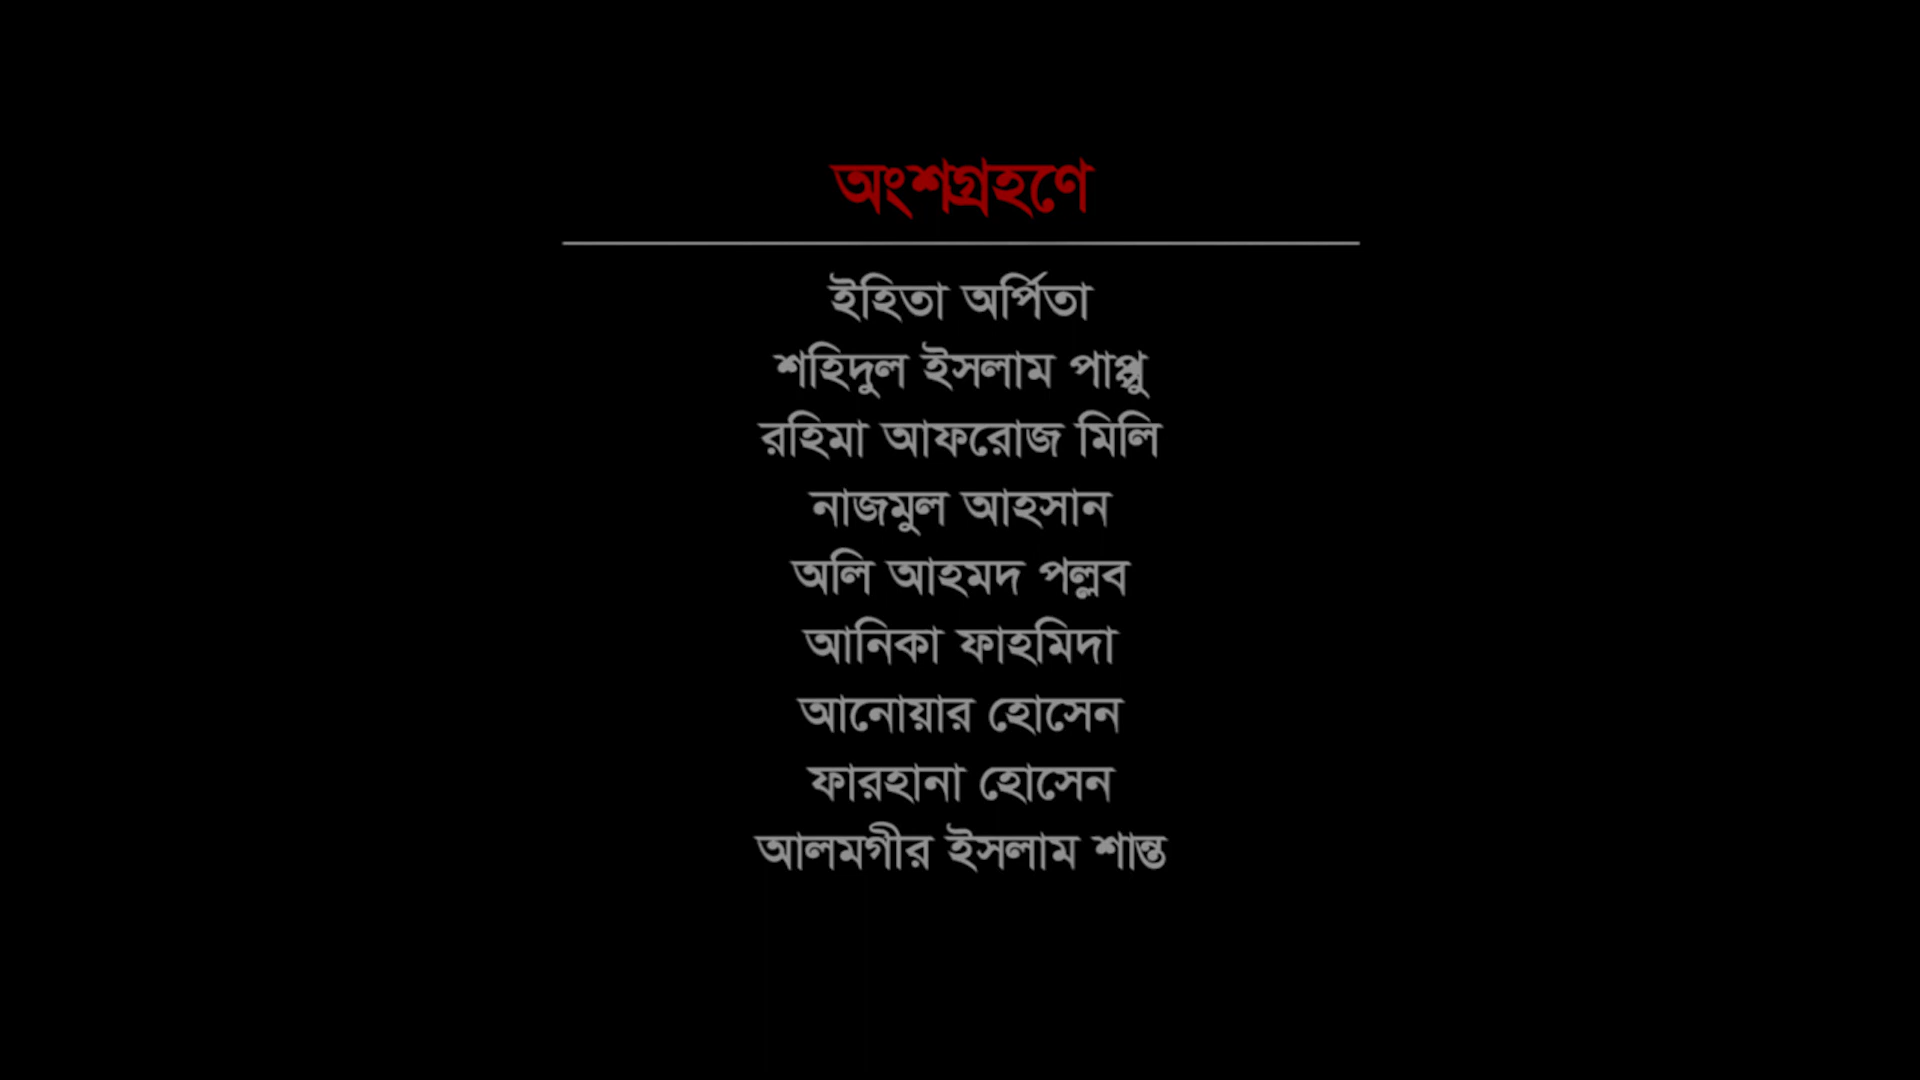 অংশগ্রহণে
ইহিতা অর্পিতা
শহিদুল ইসলাম পাপ্পু
রহিমা আফরোজ মিলি
নাজমুল আহসান
অলি আহমদ পল্লব
আনিকা ফাহমিদা
আনোয়ার হোসেন
ফারহানা হোসেন
আলমগীর ইসলাম শান্ত